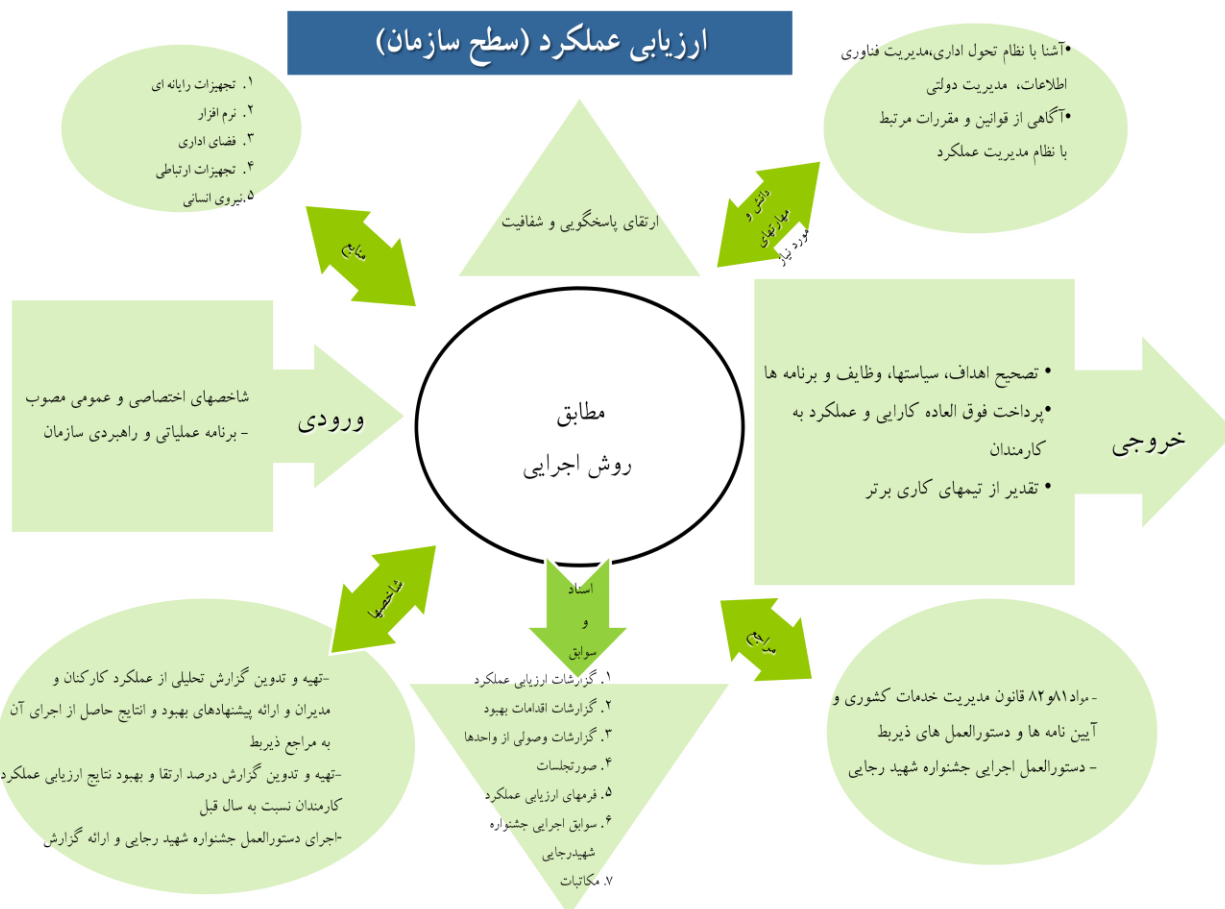 ارزیابی عملکرد (سطح سازمان)
•آشنا با نظام تحول اداری،مدیریت فناوری
اطلاعات، مدیریت دولتی
•آگاهی از قوانین و مقررات مرتبط
با نظام مدیریت عملکرد
دانش و
مهارتهای
مورد نیاز
ارتقای پاسخگویی و شفافیت
۱. تجهیزات رایانه ای
۲. نرم افزار
۳. فضای اداری
۴. تجهیزات ارتباطی
۵.نیروی انسانی
منابع
• تصحیح اهداف، سیاستها، وظایف و برنامه ها
•پرداخت فوق العاده کارایی و عملکرد به
کارمندان
• تقدیر از تیمهای کاری برتر
خروجی
مطابق
روش اجرایی
ورودی
شاخصهای اختصاصی و عمومی مصوب
- برنامه عملیاتی و راهبردی سازمان
مراجع
- مواد۸۱و۸۲ قانون مدیریت خدمات کشوری و
آیین نامه ها و دستورالعمل های ذیربط
- دستورالعمل اجرایی جشنواره شهید رجایی
اسناد
و
سوابق
۱. گزارشات ارزیابی عملکرد
۲. گزارشات اقدامات بهبود
۳. گزارشات وصولی از واحدها
۴. صورتجلسات
۵. فرمهای ارزیابی عملکرد
۶. سوابق اجرایی جشنواره
شهیدرجایی
۷. مکاتبات
شاخصها
-تهیه و تدوین گزارش تحلیلی از عملکرد کارکنان و
مدیران و ارائه پیشنهادهای بهبود و انتایج حاصل از اجرای آن
به مراجع ذیربط
-تهیه و تدوین گزارش درصد ارتقا و بهبود نتایج ارزیابی عملکرد
کارمندان نسبت به سال قبل
-اجرای دستورالعمل جشنواره شهید رجایی و ارائه گزارش